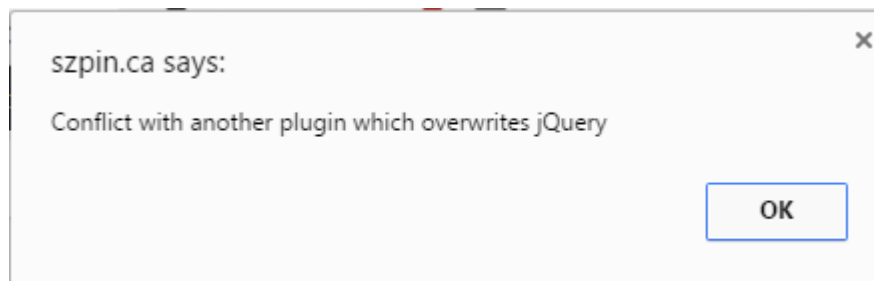 szpin.ca says:
Conflict with another plugin which overwrites jQuery
OK